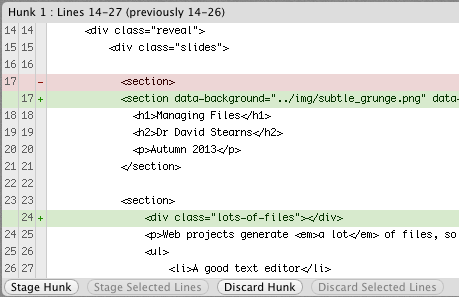 Hunk 1 : Lines 14-27 (previously 14-26)
14 14 <div class="reveal">
15 15 <div class="slides">
16 16
17 - <section>
17 + <section data-background="../img/subtle_grunge.png" data-
18 18 <h1>Managing Files</h1>
19 19 <h2>Dr David Stearns</h2>
20 20 <p>Autumn 2013</p>
21 21 </section>
22 22
23 23 <section>
24 + <div class="lots-of-files"></div>
24 25 <p>Web projects generate <em>a lot</em> of files, so
25 26 <ul>
26 27 <li>A good text editor</li>
Stage Hunk Stage Selected Lines Discard Hunk Discard Selected Lines